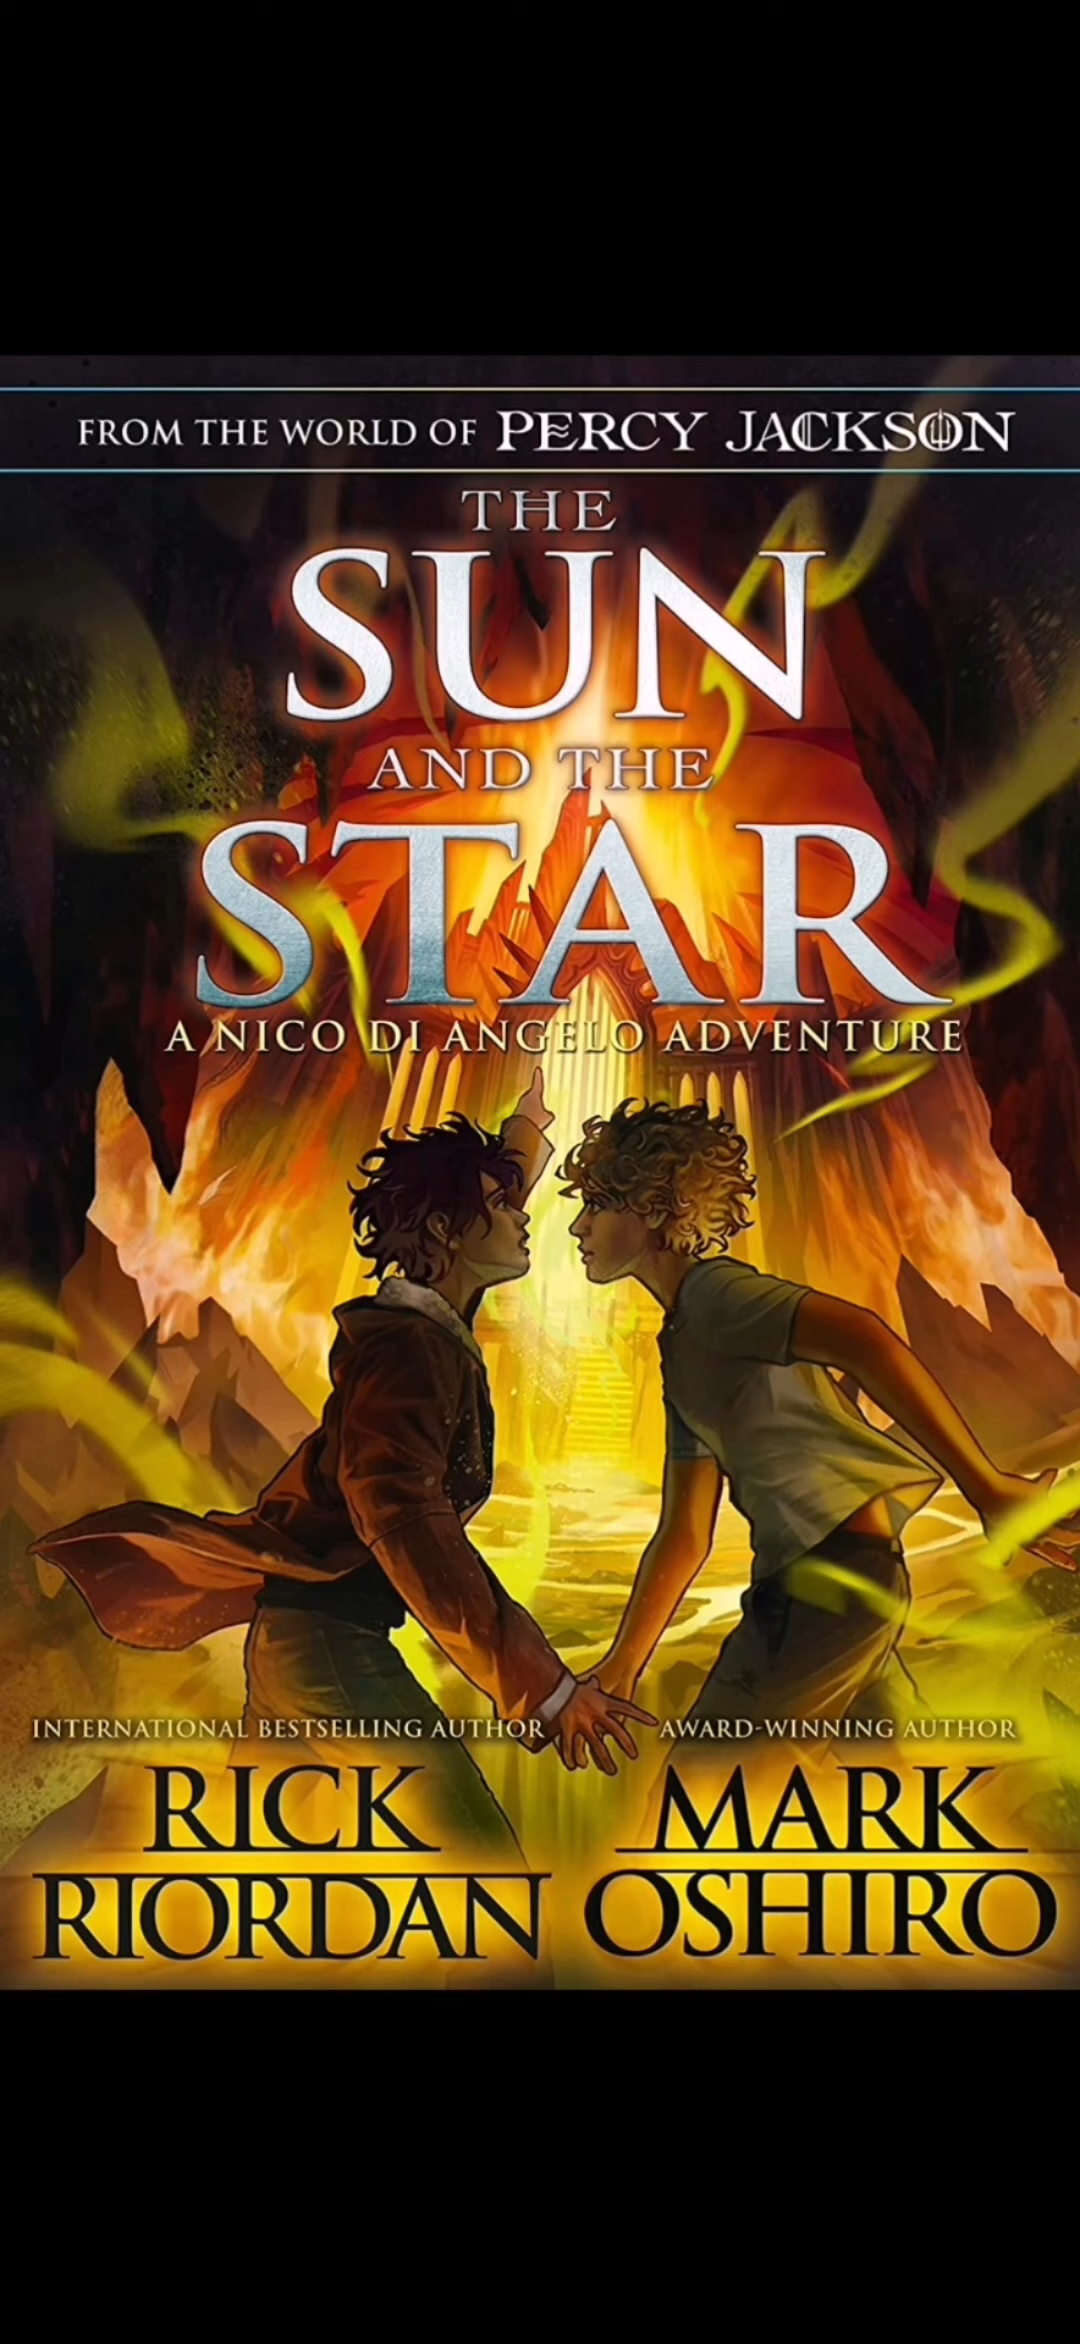 FROM THE WORLD OF PERCY JACKSON
THE
SUN
AND THE
STAR
A NICO DI ANGELO ADVENTURE
INTERNATIONAL BESTSELLING AUTHOR
RICK
RIORDAN
AWARD-WINNING AUTHOR
MARK
OSHIRO